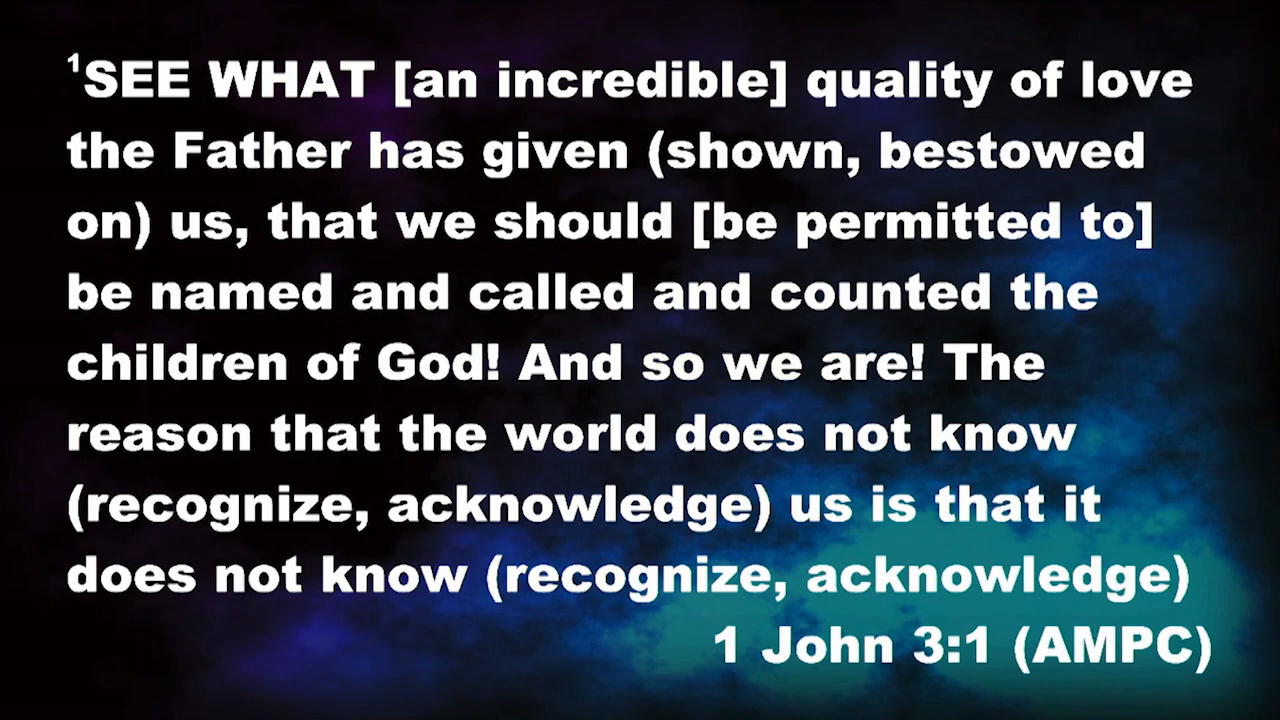 ¹SEE WHAT [an incredible] quality of love
the Father has given (shown, bestowed
on) us, that we should [be permitted to]
be named and called and counted the
children of God! And so we are! The
reason that the world does not know
(recognize, acknowledge) us is that it
does not know (recognize, acknowledge)
1 John 3:1 (AMPC)